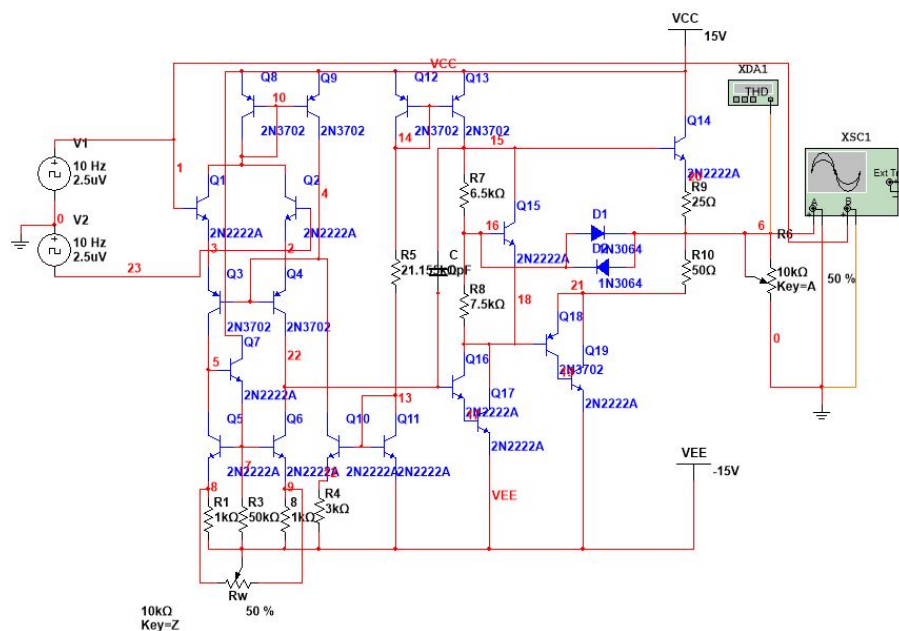 VCC
15V
XDA1
THD
XSC1
Ext Tr
A
B
VCC
Q8
Q9
Q12
Q13
10
2N3702
2N3702
2N3702
2N3702
14
15
Q14
2N2222A
20
V1
10 Hz
2.5uV
1
0
V2
10 Hz
2.5uV
23
Q1
Q2
4
2N2222A
2N2222A
3
2
Q3
Q4
2N3702
2N3702
Q7
2N2222A
5
22
R7
6.5kΩ
16
Q15
2N2222A
R9
25Ω
D1
1N3064
D2
1N3064
6
R6
10kΩ
Key=A
50 %
0
R5
C
R8
7.5kΩ
18
R10
50Ω
21
Q18
2N3702
Q19
2N2222A
Q16
2N2222A
Q17
2N2222A
13
Q5
Q6
Q10
Q11
2N2222A
2N2222A
2N2222A
2N2222A
7
8
9
R1
1kΩ
R3
50kΩ
8
1kΩ
R4
3kΩ
VEE
VEE
-15V
Rw
50 %
10kΩ
Key=Z